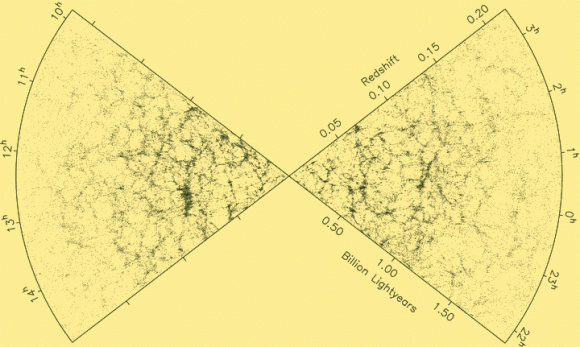 10h
11h
12h
13h
14h
0.20
0.15
Redshift
0.10
0.05
3h
2h
1h
0h
23h
22h
0.50
1.00
Billion Lightyears
1.50